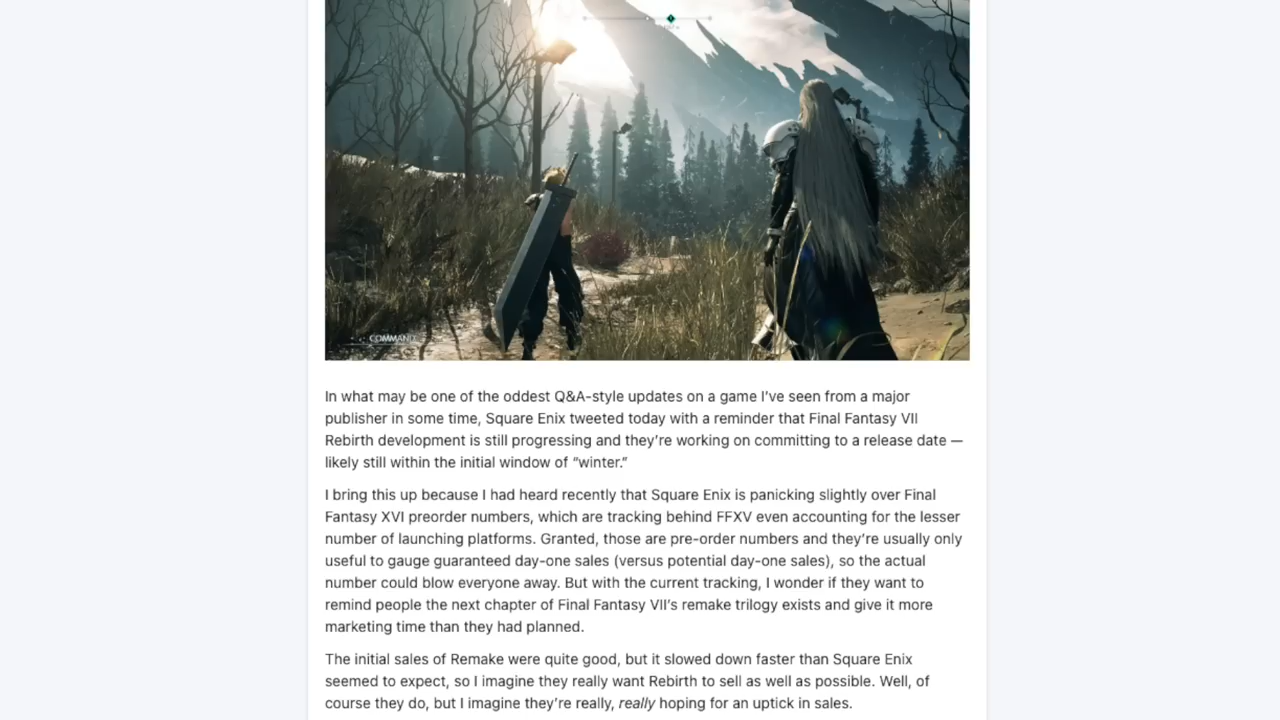 COMMAND
In what may be one of the oddest Q&A-style updates on a game I’ve seen from a major
publisher in some time, Square Enix tweeted today with a reminder that Final Fantasy VII
Rebirth development is still progressing and they’re working on committing to a release date —
likely still within the initial window of “winter.”
I bring this up because I had heard recently that Square Enix is panicking slightly over Final
Fantasy XVI preorder numbers, which are tracking behind FFXV even accounting for the lesser
number of launching platforms. Granted, those are pre-order numbers and they’re usually only
useful to gauge guaranteed day-one sales (versus potential day-one sales), so the actual
number could blow everyone away. But with the current tracking, I wonder if they want to
remind people the next chapter of Final Fantasy VII’s remake trilogy exists and give it more
marketing time than they had planned.
The initial sales of Remake were quite good, but it slowed down faster than Square Enix
seemed to expect, so I imagine they really want Rebirth to sell as well as possible. Well, of
course they do, but I imagine they’re really, really hoping for an uptick in sales.